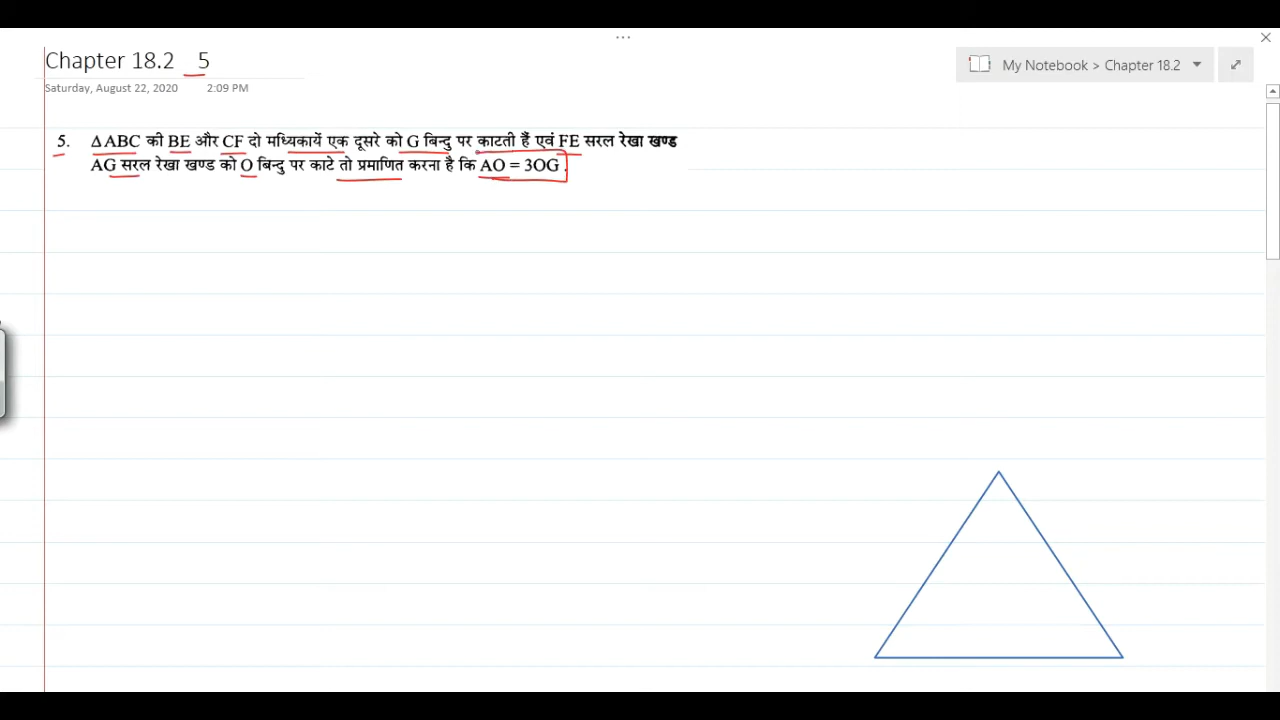 Chapter 18.2   5
Saturday, August 22, 2020   2:09 PM
My Notebook > Chapter 18.2
5. Δ ABC की BE और CF दो मध्यिकायें एक दूसरे को G बिन्दु पर काटती हैं एवं FE सरल रेखा खण्ड
AG सरल रेखा खण्ड को O बिन्दु पर काटे तो प्रमाणित करना है कि AO = 3OG .